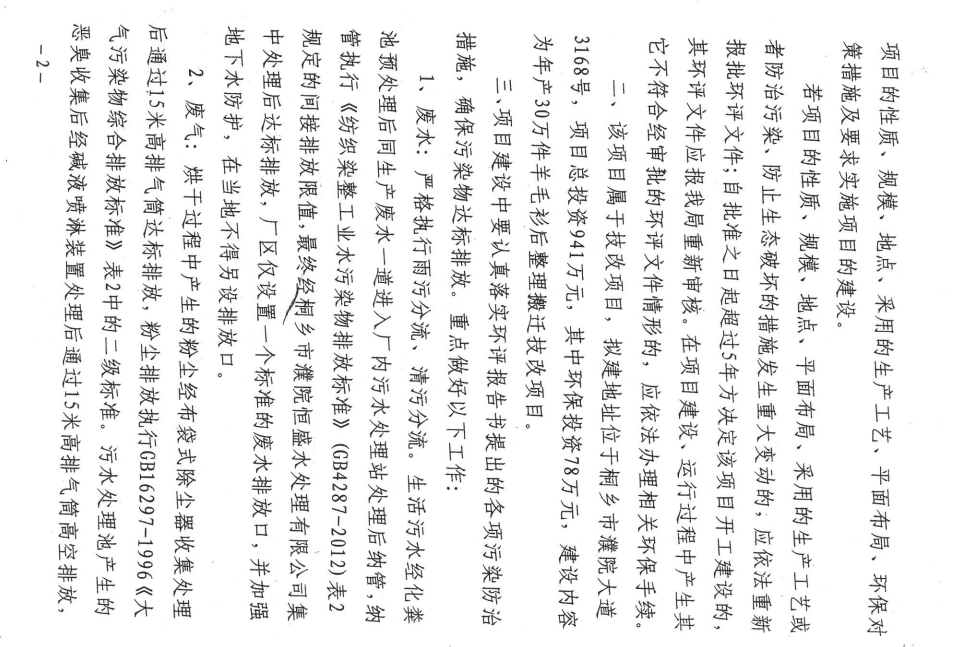 项目的性质、规模、地点、采用的生产工艺、平面布局、环保对
策措施及要求实施项目的建设。
若项目的性质、规模、地点、平面布局、采用的生产工艺或
者防治污染、防止生态破坏的措施发生重大变动的，应依法重新
报批环评文件；自批准之日起超过5年方决定该项目开工建设的，
其环评文件应报我局重新审核。在项目建设、运行过程中产生其
它不符合经审批的环评文件情形的，应依法办理相关环保手续。
二、该项目属于技改项目，拟建地址位于桐乡市濮院大道
3168号，项目总投资941万元，其中环保投资78万元，建设内容
为年产30万件羊毛衫后整理搬迁技改项目。
三、项目建设中要认真落实环评报告书提出的各项污染防治
措施，确保污染物达标排放。重点做好以下工作：
1、废水：严格执行雨污分流、清污分流。生活污水经化粪
池预处理后同生产废水一道进入厂内污水处理站处理后纳管，纳
管执行《纺织染整工业水污染物排放标准》（GB4287-2012）表2
规定的间接排放限值，最终经桐乡市濮院恒盛水处理有限公司集
中处理后达标排放，厂区仅设置一个标准的废水排放口，并加强
地下水防护，在当地不得另设排放口。
2、废气：烘干过程中产生的粉尘经布袋式除尘器收集处理
后通过15米高排气筒达标排放，粉尘排放执行GB16297-1996《大
气污染物综合排放标准》表2中的二级标准。污水处理池产生的
恶臭收集后经碱液喷淋装置处理后通过15米高排气筒高空排放，
-2-